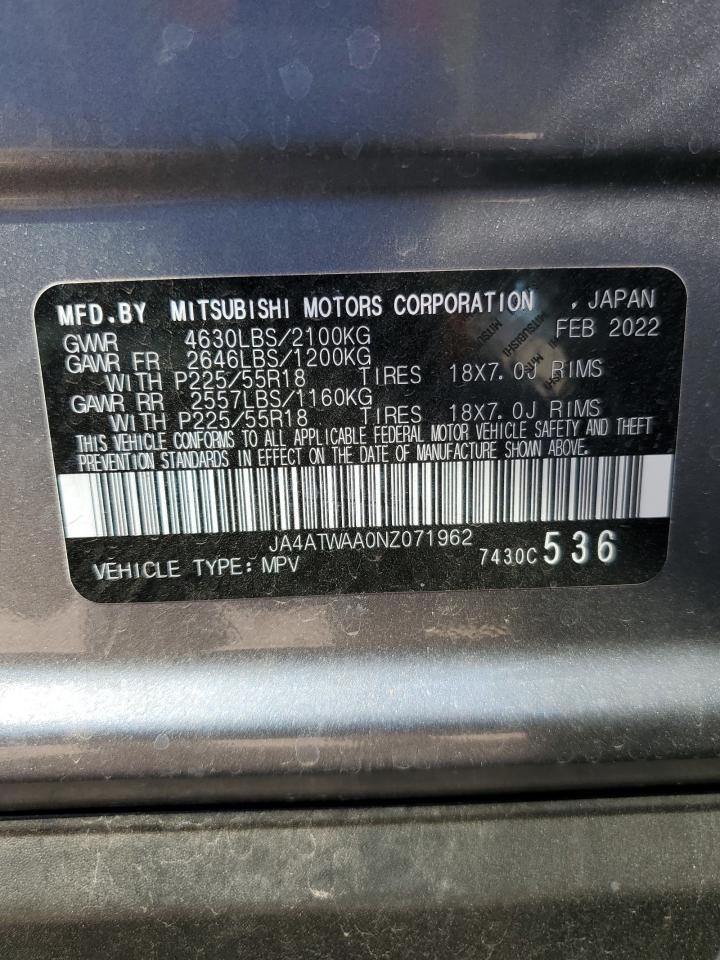 MFD.BY MITSUBISHI MOTORS CORPORATION , JAPAN
FEB 2022
GWWR 4630LBS/2100KG
GAWR FR 2646LBS/1200KG
WITH P225/55R18 TIRES 18X7.0J RIMS
GAWR RR 2557LBS/1160KG
WITH P225/55R18 TIRES 18X7.0J RIMS
THIS VEHICLE CONFORMS TO ALL APPLICABLE FEDERAL MOTOR VEHICLE SAFETY AND THEFT
PREVENTION STANDARDS IN EFFECT ON THE DATE OF MANUFACTURE SHOWN ABOVE.
JA4ATWAA0NZ071962
VEHICLE TYPE: MPV 7430C 536
MITSUBISHI